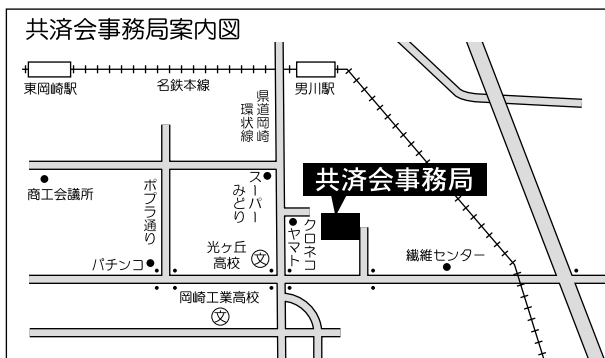 共済会事務局案内図
東岡崎駅
名鉄本線
男川駅
県道岡崎
環状線
共済会事務局
商工会議所
ポプラ通り
スーパー
みどり
クロネコ
ヤマト
光ヶ丘
高校
文
パチンコ
繊維センター
岡崎工業高校
文